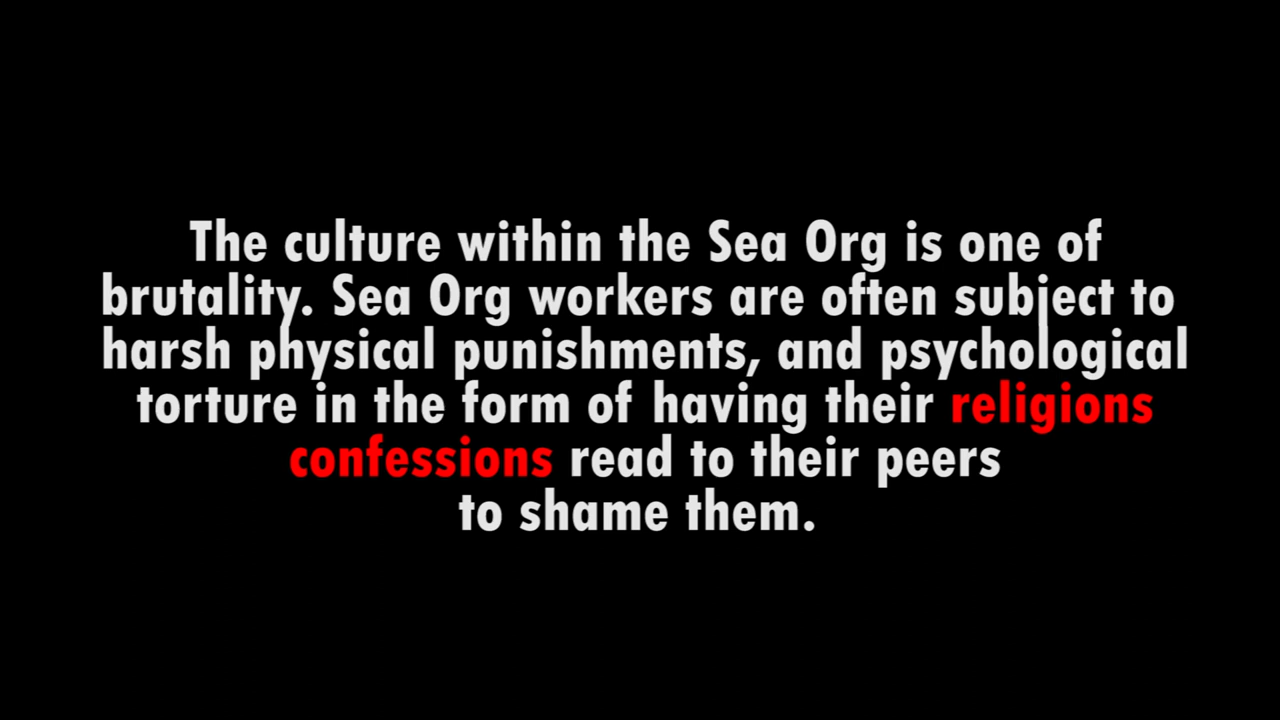 The culture within the Sea Org is one of
brutality. Sea Org workers are often subject to
harsh physical punishments, and psychological
torture in the form of having their religions
confessions read to their peers
to shame them.